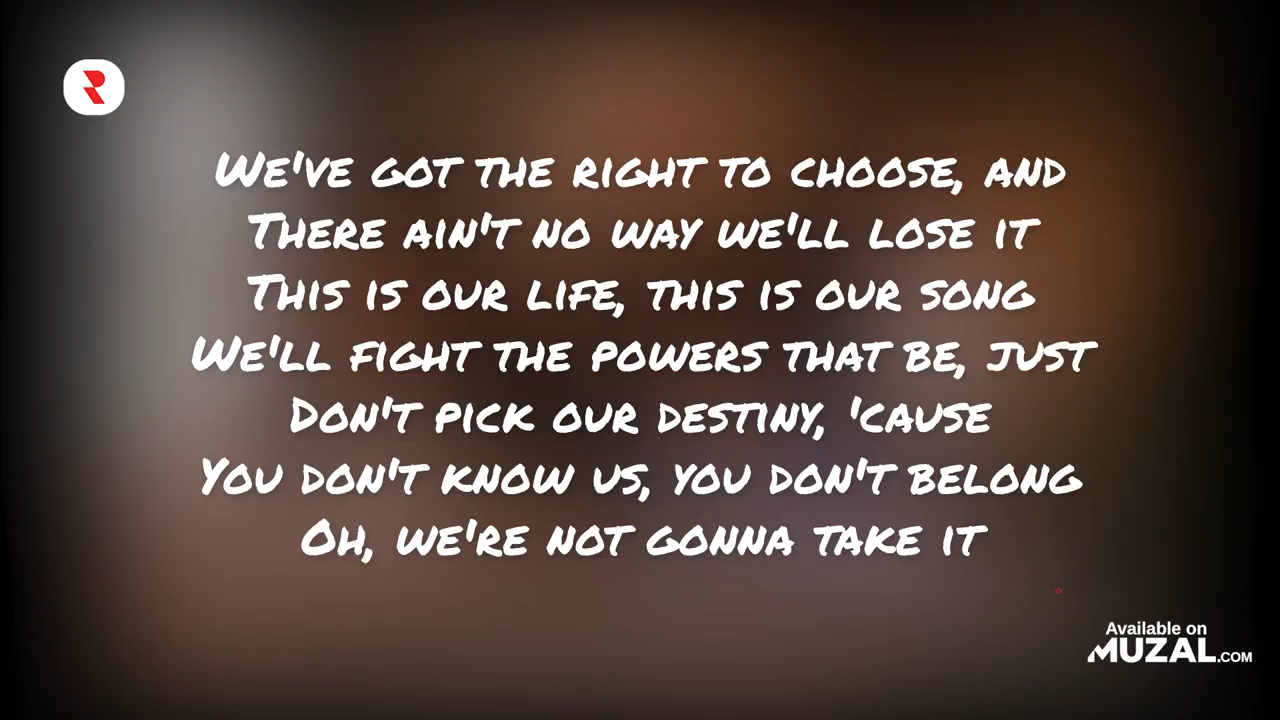 We've got the right to choose, and
There ain't no way we'll lose it
This is our life, this is our song
We'll fight the powers that be, just
Don't pick our destiny, 'cause
You don't know us, you don't belong
Oh, we're not gonna take it
Available on
MUZAL.COM